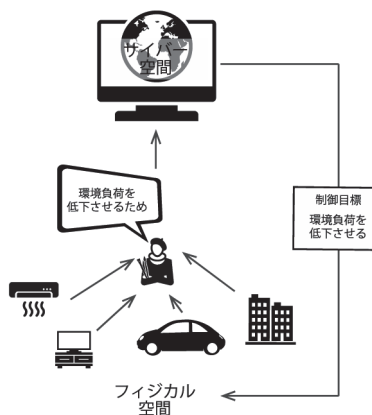 サイバー
空間
環境負荷を
低下させるため
制御目標
環境負荷を
低下させる
フィジカル
空間